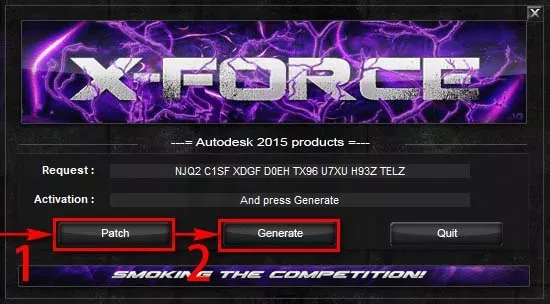 X-FORCE
---= Autodesk 2015 products =---
Request : NJQ2 C1SF XDGF D0EH TX96 U7XU H93Z TELZ
Activation : And press Generate
Patch Generate Quit
1 2
SMOKING THE COMPETITION!